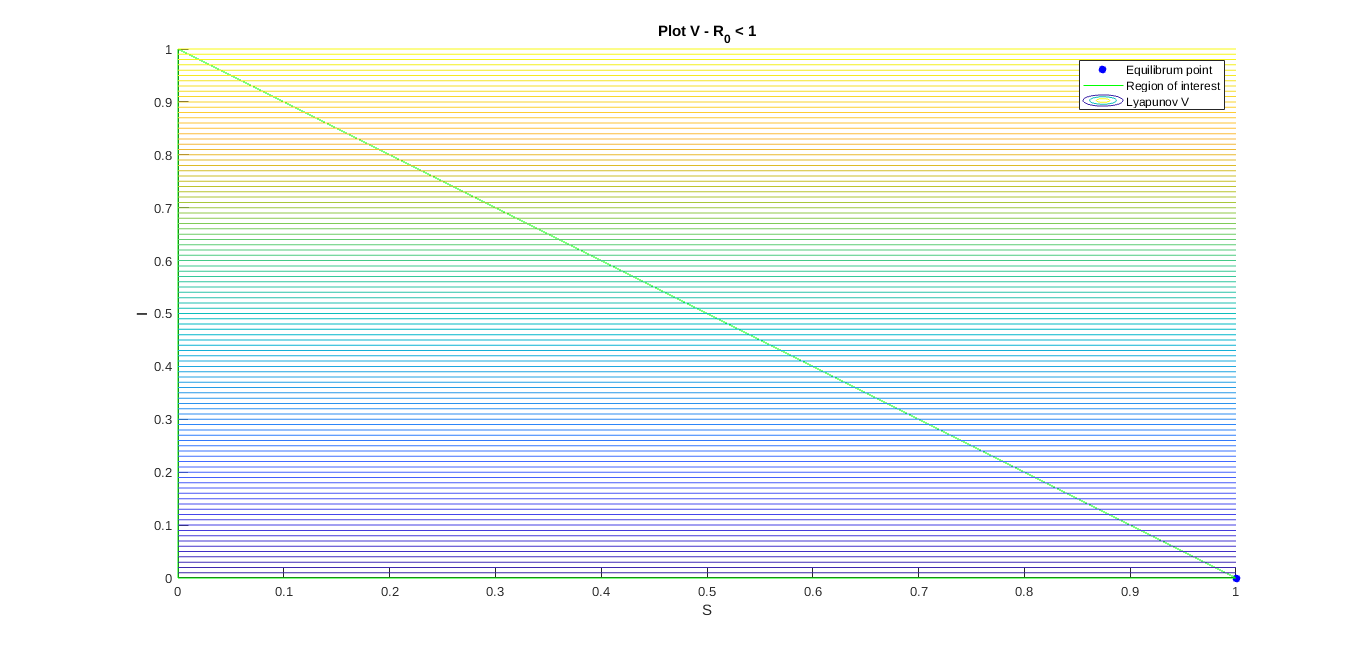 Plot V - R0 < 1
Equilibrum point
Region of interest
Lyapunov V
1
0.9
0.8
0.7
0.6
0.5
0.4
0.3
0.2
0.1
0
I
0 0.1 0.2 0.3 0.4 0.5 0.6 0.7 0.8 0.9 1
S